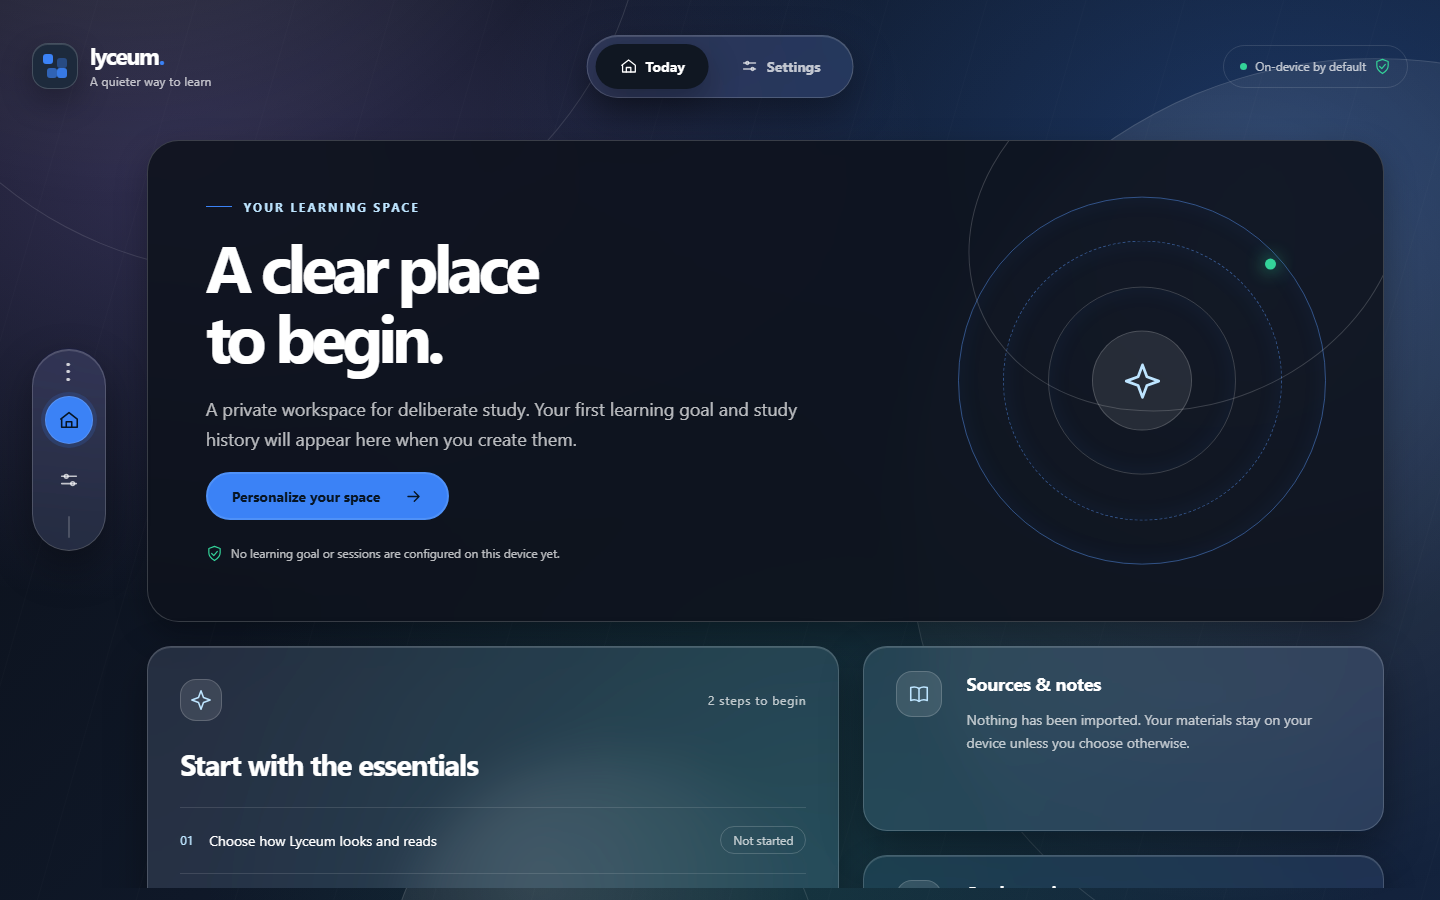 lyceum.
A quieter way to learn
Today
Settings
On-device by default
YOUR LEARNING SPACE
A clear place
to begin.
A private workspace for deliberate study. Your first learning goal and study
history will appear here when you create them.
Personalize your space
No learning goal or sessions are configured on this device yet.
2 steps to begin
Start with the essentials
01 Choose how Lyceum looks and reads
Not started
Sources & notes
Nothing has been imported. Your materials stay on your
device unless you choose otherwise.